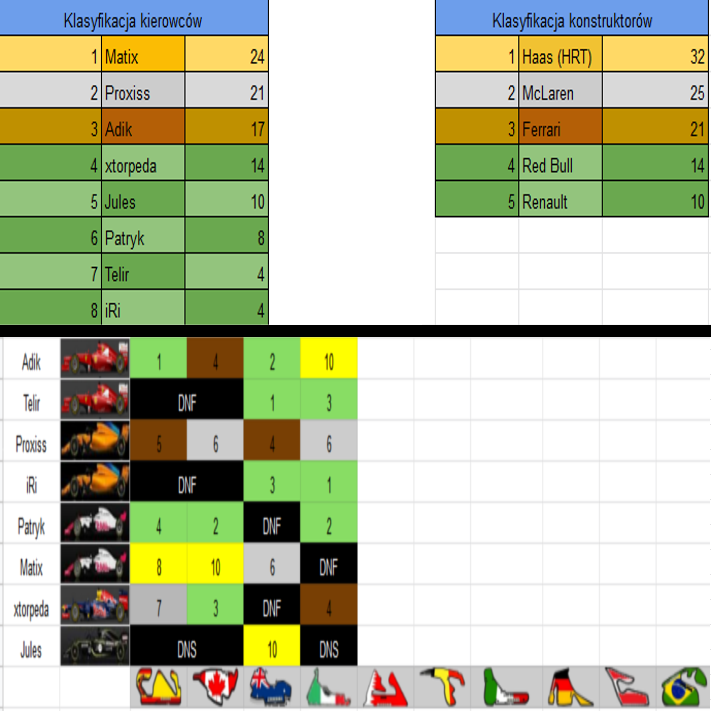 Klasyfikacja kierowców
1 Matix 24
2 Proxiss 21
3 Adik 17
4 xtorpeda 14
5 Jules 10
6 Patryk 8
7 Telir 4
8 iRi 4
Klasyfikacja konstruktorów
1 Haas (HRT) 32
2 McLaren 25
3 Ferrari 21
4 Red Bull 14
5 Renault 10
Adik 1 4 2 10
Telir DNF 1 3
Proxiss 5 6 4 6
iRi DNF 3 1
Patryk 4 2 DNF 2
Matix 8 10 6 DNF
xtorpeda 7 3 DNF 4
Jules DNS 10 DNS